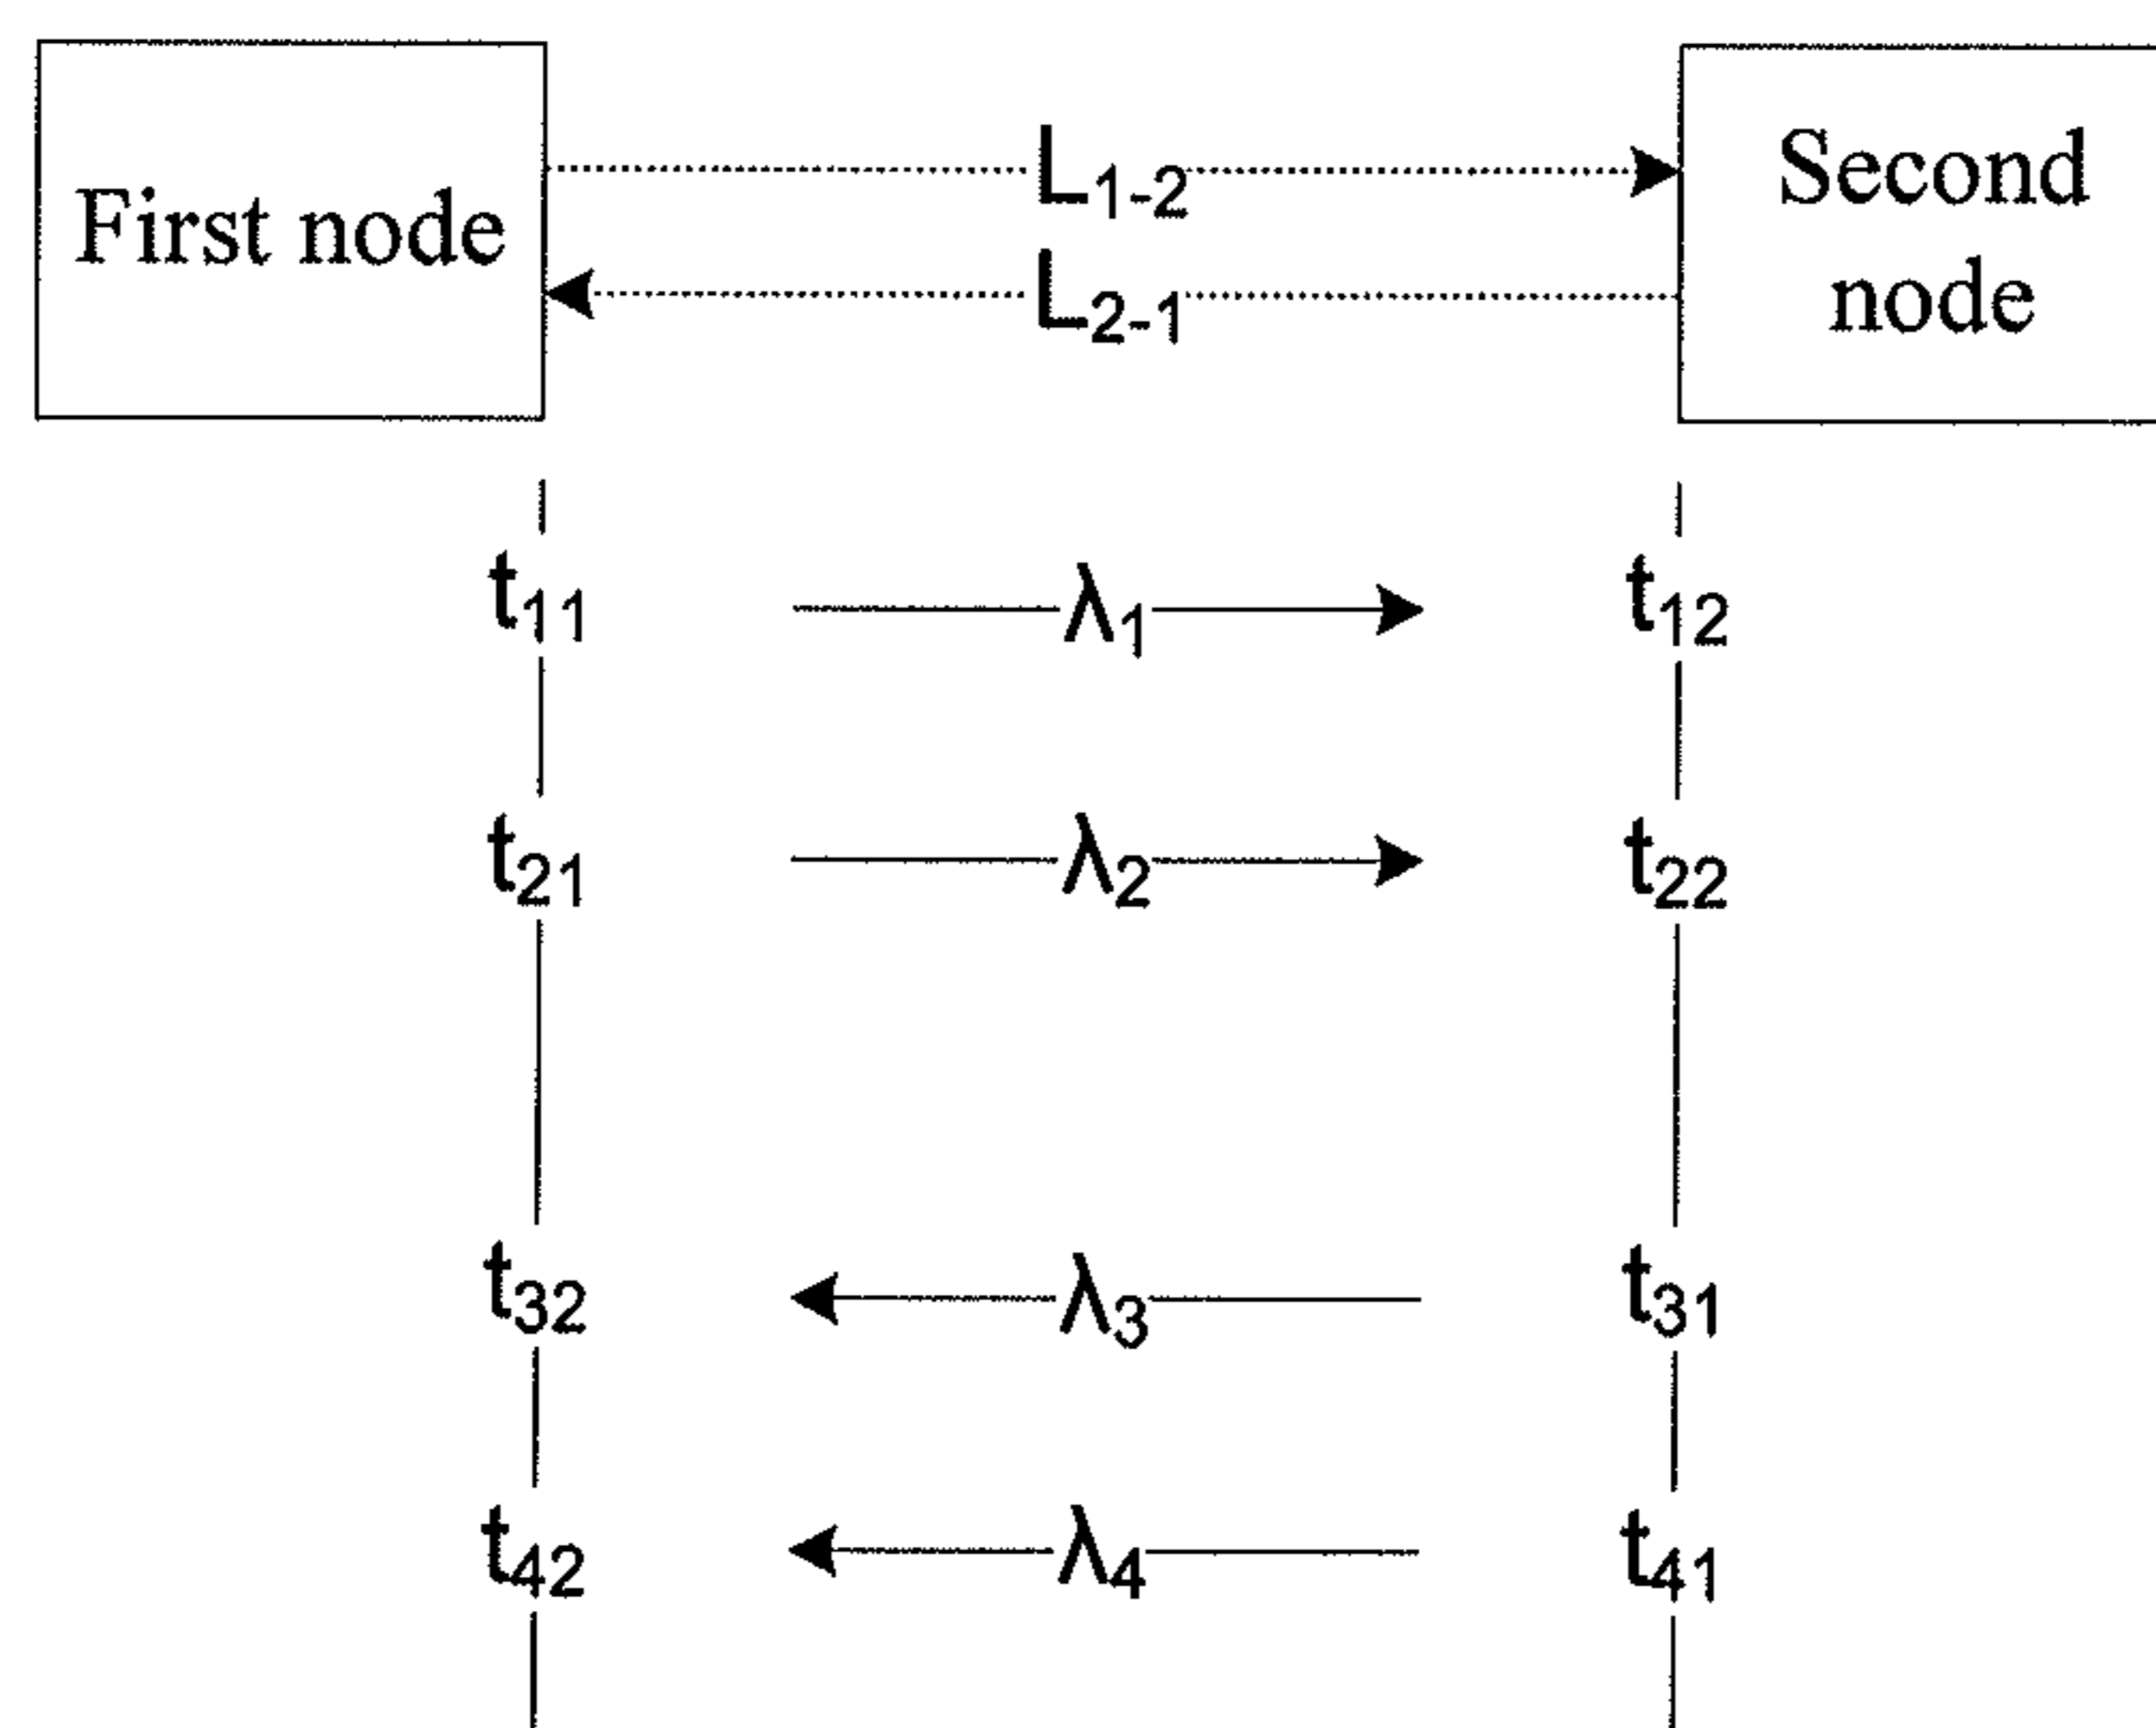 First node
L1-2
L2-1
Second
node
t11 λ1 t12
t21 λ2 t22
t32 λ3 t31
t42 λ4 t41